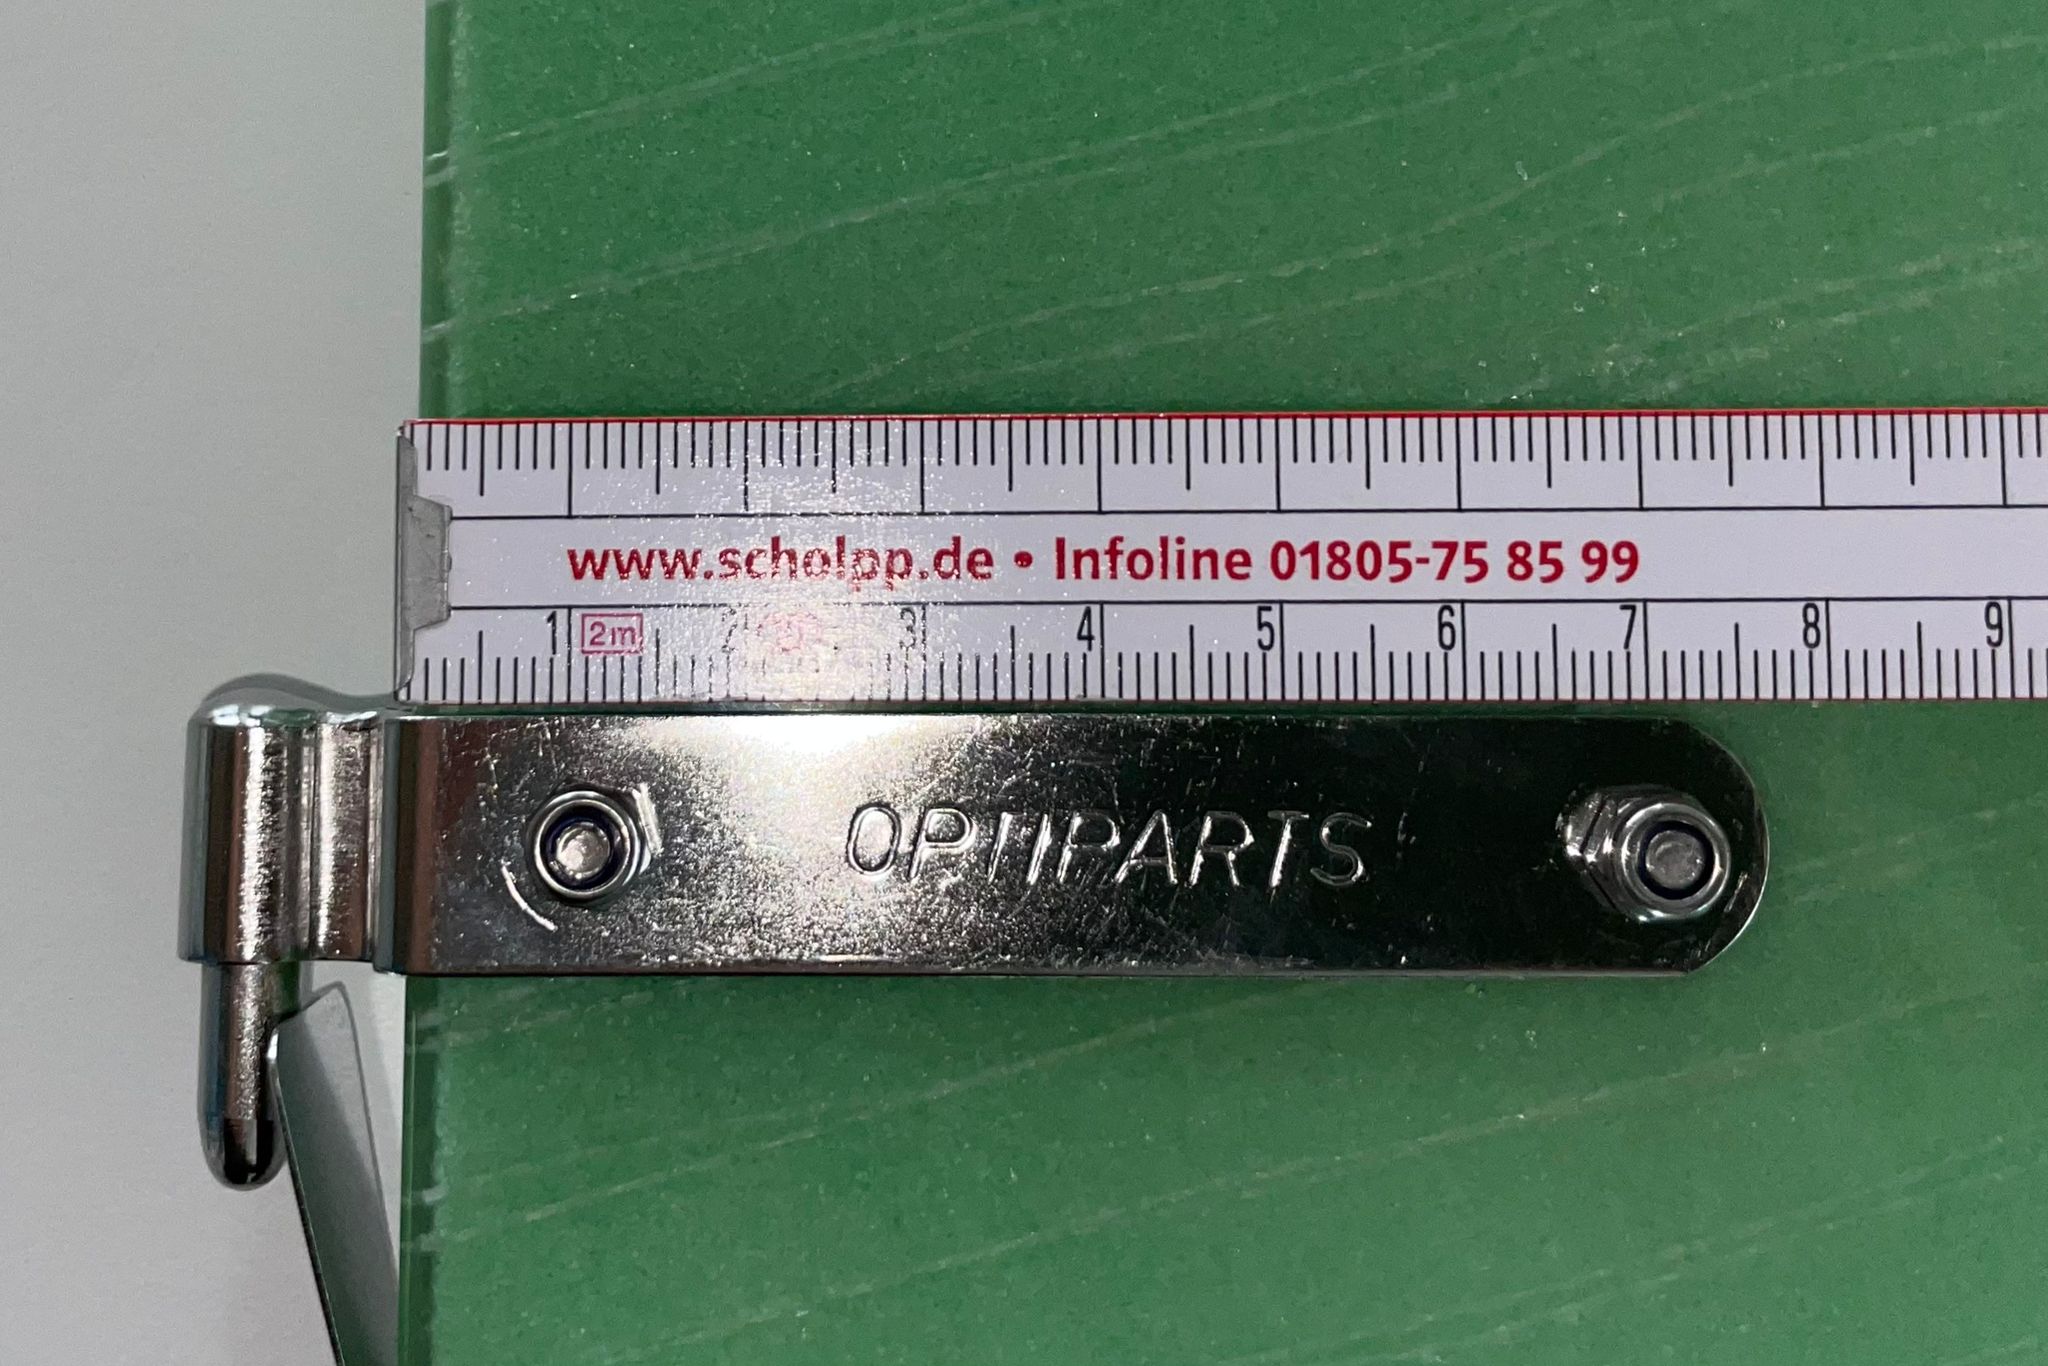 www.scholpp.de • Infoline 01805-75 85 99
1 2m 2 3 4 5 6 7 8 9
OPTIPARTS